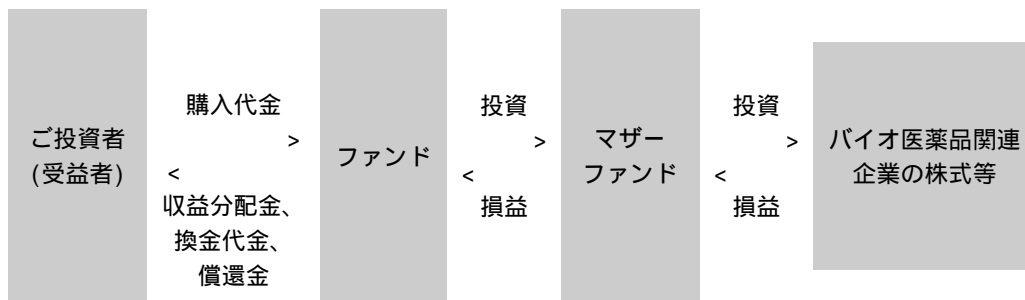 ご投資者
(受益者)
購入代金
>
<
収益分配金、
換金代金、
償還金
ファンド
投資
>
<
損益
マザー
ファンド
投資
>
<
損益
バイオ医薬品関連
企業の株式等